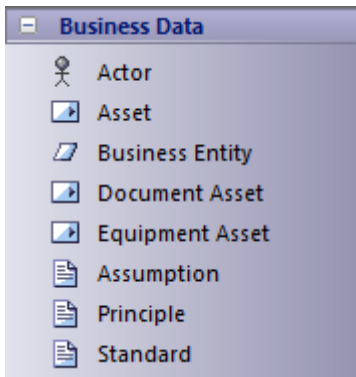 Business Data
Actor
Asset
Business Entity
Document Asset
Equipment Asset
Assumption
Principle
Standard